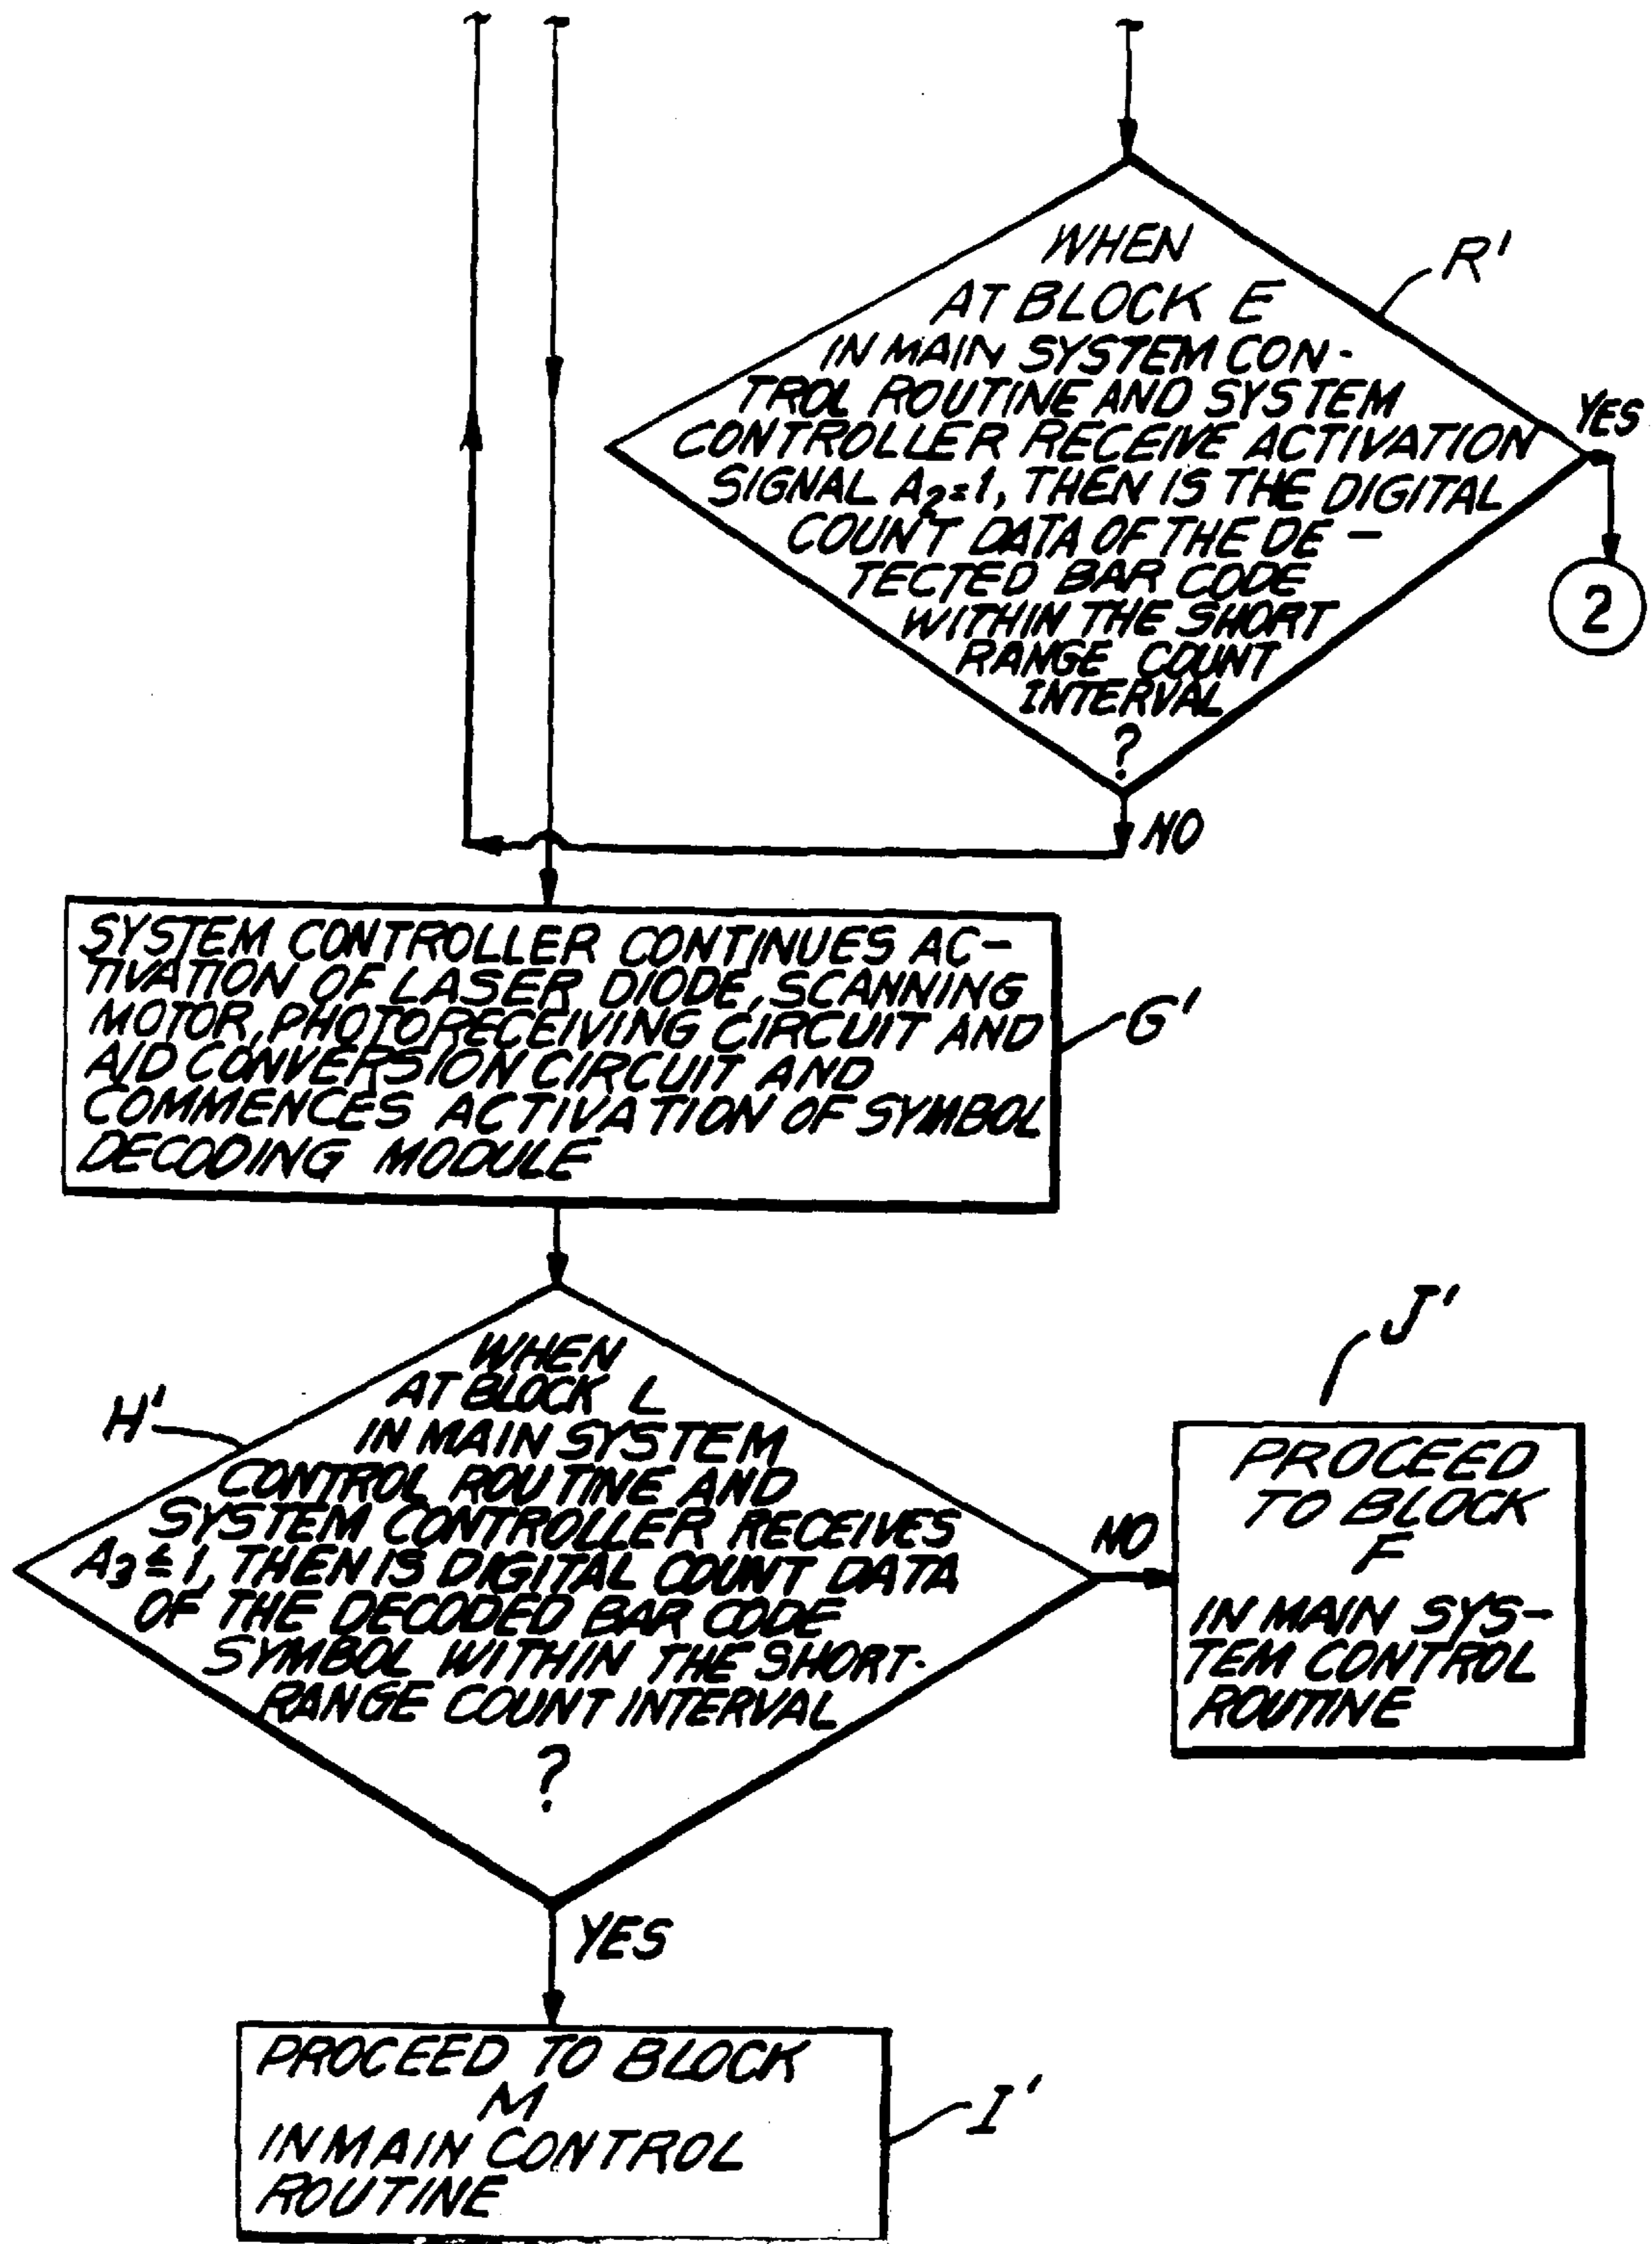 WHEN
AT BLOCK E
IN MAIN SYSTEM CON-
TROL ROUTINE AND SYSTEM
CONTROLLER RECEIVE ACTIVATION
SIGNAL A2=1, THEN IS THE DIGITAL
COUNT DATA OF THE DE-
TECTED BAR CODE
WITHIN THE SHORT
RANGE COUNT
INTERVAL
?
R'
YES
2
NO
SYSTEM CONTROLLER CONTINUES AC-
TIVATION OF LASER DIODE, SCANNING
MOTOR, PHOTORECEIVING CIRCUIT AND
A/D CONVERSION CIRCUIT AND
COMMENCES ACTIVATION OF SYMBOL
DECODING MODULE
G'
WHEN
AT BLOCK L
IN MAIN SYSTEM
CONTROL ROUTINE AND
SYSTEM CONTROLLER RECEIVES
A3≤1, THEN IS DIGITAL COUNT DATA
OF THE DECODED BAR CODE
SYMBOL WITHIN THE SHORT-
RANGE COUNT INTERVAL
?
H'
NO
J'
PROCEED
TO BLOCK
F
IN MAIN SYS-
TEM CONTROL
ROUTINE
YES
PROCEED TO BLOCK
M
IN MAIN CONTROL
ROUTINE
I'